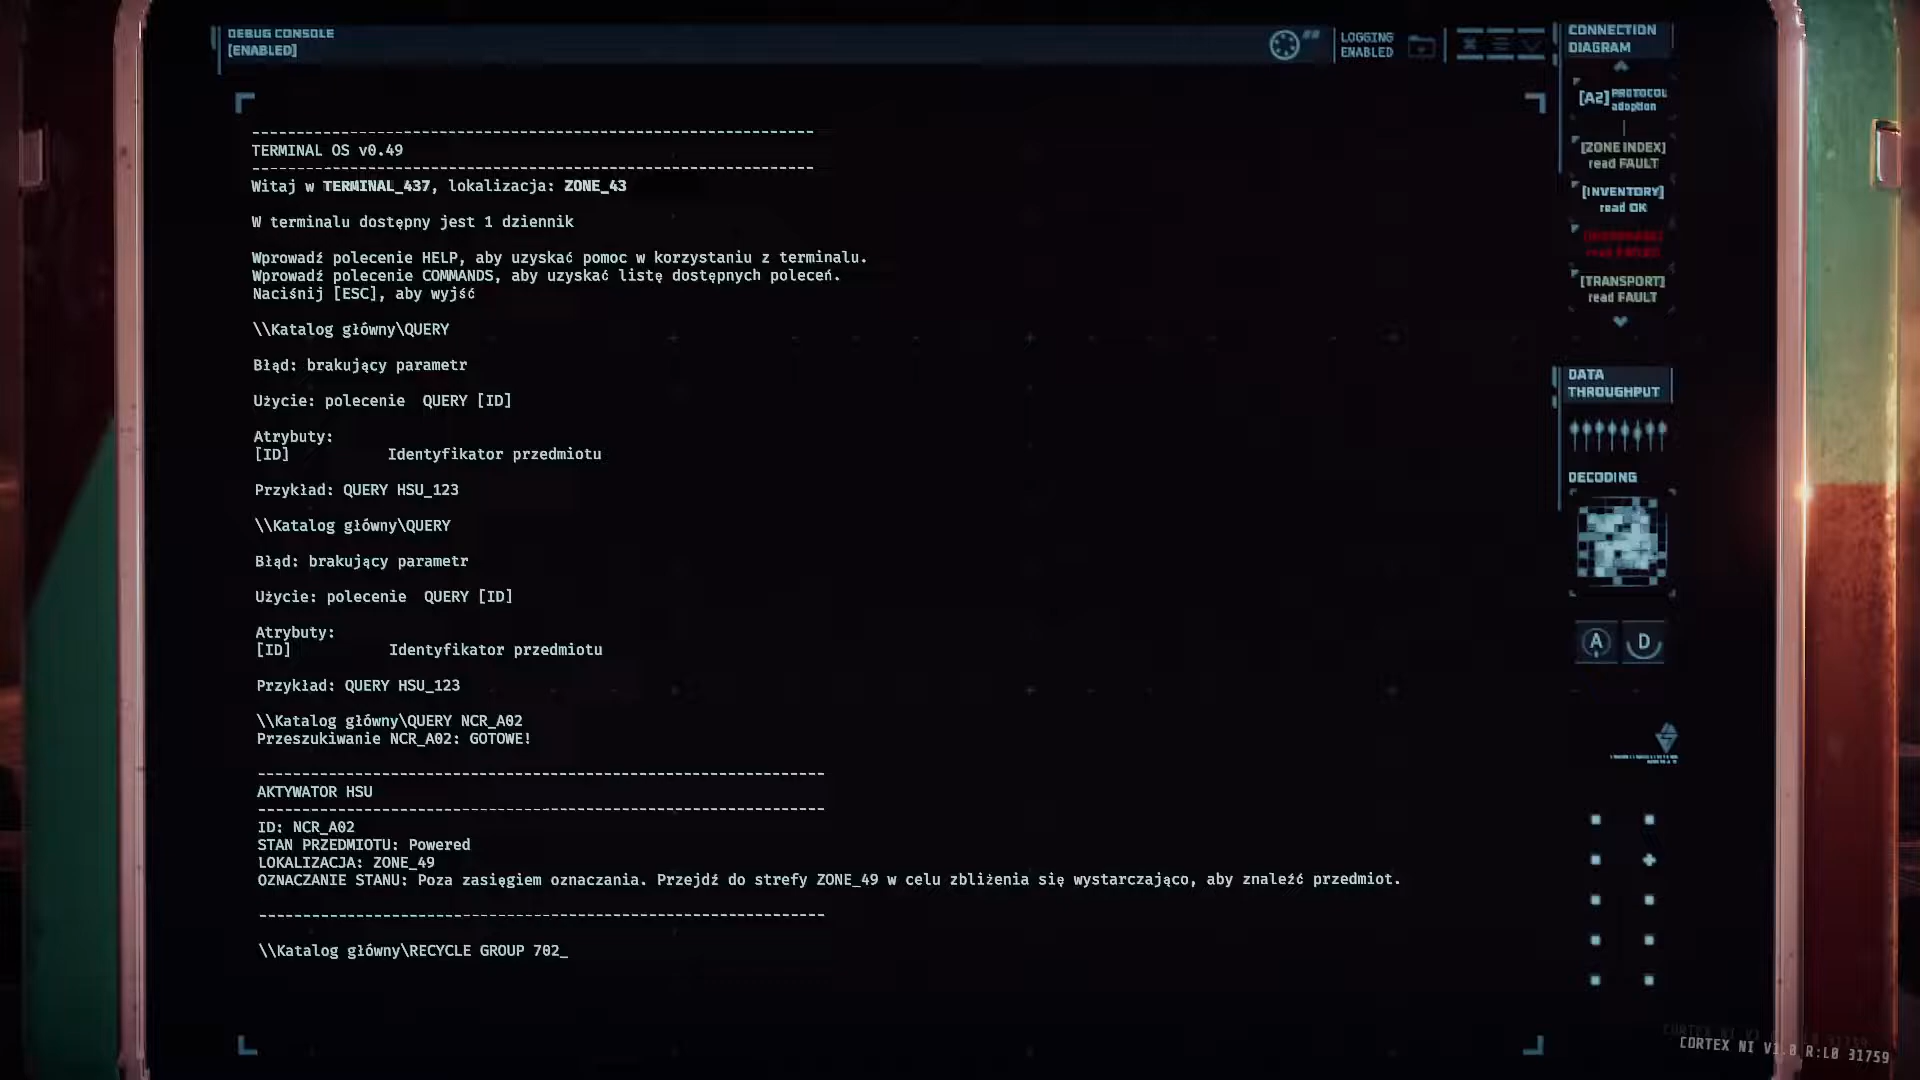 DEBUG CONSOLE
[ENABLED]
LOGGING
ENABLED
------------------------------------------------------------------
TERMINAL OS v0.49
------------------------------------------------------------------
Witaj w TERMINAL_437, lokalizacja: ZONE_43
W terminalu dostępny jest 1 dziennik
Wprowadź polecenie HELP, aby uzyskać pomoc w korzystaniu z terminalu.
Wprowadź polecenie COMMANDS, aby uzyskać listę dostępnych poleceń.
Naciśnij [ESC], aby wyjść
\\Katalog główny\QUERY
Błąd: brakujący parametr
Użycie: polecenie  QUERY [ID]
Atrybuty:
[ID]           Identyfikator przedmiotu
Przykład: QUERY HSU_123
\\Katalog główny\QUERY
Błąd: brakujący parametr
Użycie: polecenie  QUERY [ID]
Atrybuty:
[ID]           Identyfikator przedmiotu
Przykład: QUERY HSU_123
\\Katalog główny\QUERY NCR_A02
Przeszukiwanie NCR_A02: GOTOWE!
------------------------------------------------------------------
AKTYWATOR HSU
------------------------------------------------------------------
ID: NCR_A02
STAN PRZEDMIOTU: Powered
LOKALIZACJA: ZONE_49
OZNACZANIE STANU: Poza zasięgiem oznaczania. Przejdź do strefy ZONE_49 w celu zbliżenia się wystarczająco, aby znaleźć przedmiot.
------------------------------------------------------------------
\\Katalog główny\RECYCLE GROUP 702_
CONNECTION
DIAGRAM
[A2] PROTOCOL
adoption
[ZONE INDEX]
read FAULT
[INVENTORY]
read OK
[TRANSPORT]
read FAULT
DATA
THROUGHPUT
DECODING
A D
CORTEX NI V1.0 R:L0 31759